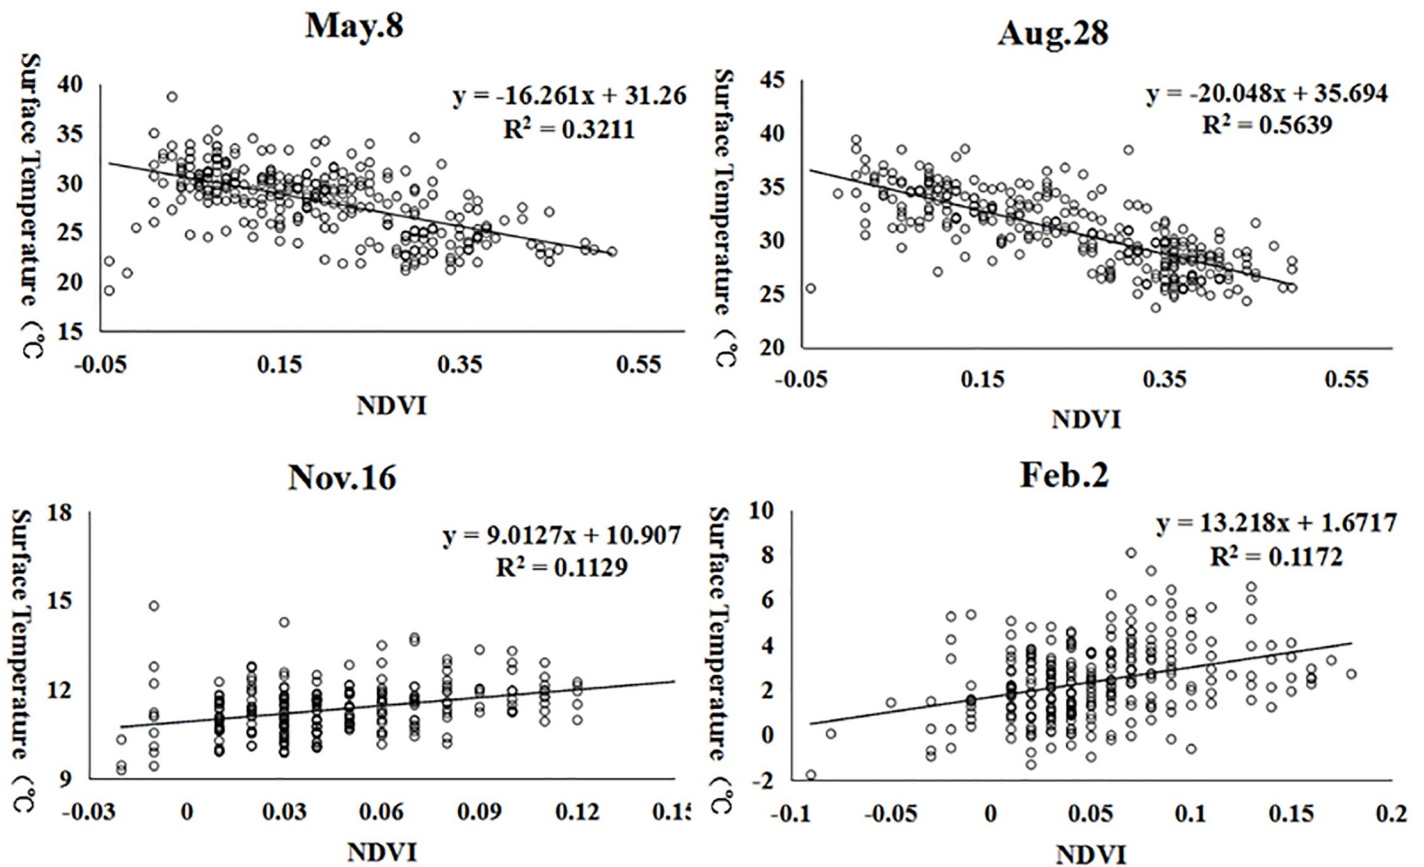 May.8
Surface Temperature（℃
40
35
30
25
20
15
y = -16.261x + 31.26
R² = 0.3211
-0.05 0.15 0.35 0.55
NDVI
Aug.28
Surface Temperature（℃
45
40
35
30
25
20
y = -20.048x + 35.694
R² = 0.5639
-0.05 0.15 0.35 0.55
NDVI
Nov.16
Surface Temperature（℃
18
15
12
9
y = 9.0127x + 10.907
R² = 0.1129
-0.03 0 0.03 0.06 0.09 0.12 0.15
NDVI
Feb.2
Surface Temperature（℃
10
8
6
4
2
0
-2
y = 13.218x + 1.6717
R² = 0.1172
-0.1 -0.05 0 0.05 0.1 0.15 0.2
NDVI